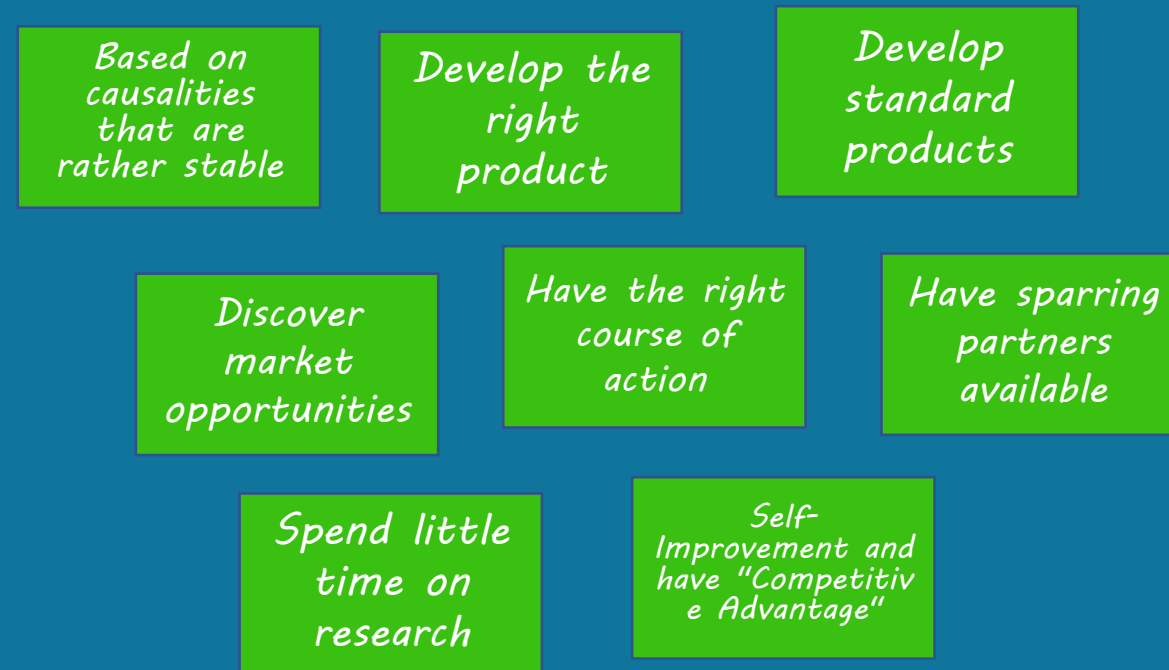 Based on
causalities
that are
rather stable
Develop the
right
product
Develop
standard
products
Discover
market
opportunities
Have the right
course of
action
Have sparring
partners
available
Spend little
time on
research
Self-
Improvement and
have "Competitiv
e Advantage"